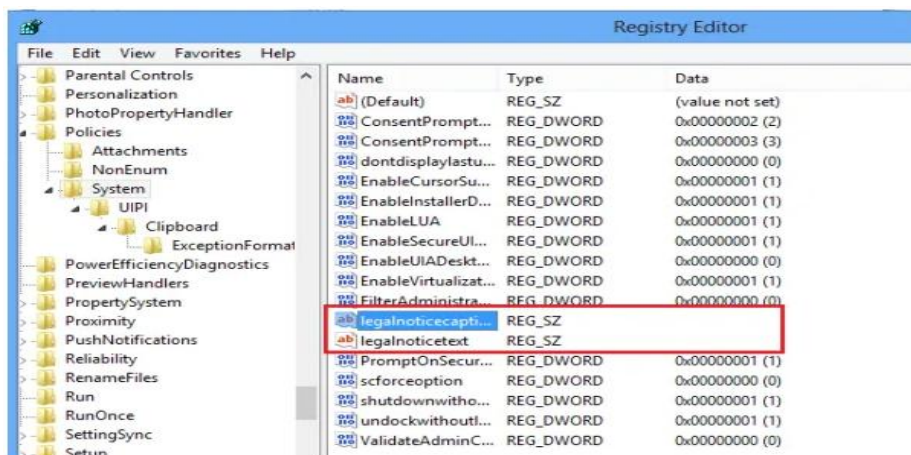 Registry Editor
File Edit View Favorites Help
Parental Controls
Personalization
PhotoPropertyHandler
Policies
Attachments
NonEnum
System
UIPI
Clipboard
ExceptionFormat
PowerEfficiencyDiagnostics
PreviewHandlers
PropertySystem
Proximity
PushNotifications
Reliability
RenameFiles
Run
RunOnce
SettingSync
Setup
Name Type Data
(Default) REG_SZ (value not set)
ConsentPrompt... REG_DWORD 0x00000002 (2)
ConsentPrompt... REG_DWORD 0x00000003 (3)
dontdisplaylastu... REG_DWORD 0x00000000 (0)
EnableCursorSu... REG_DWORD 0x00000001 (1)
EnableInstallerD... REG_DWORD 0x00000001 (1)
EnableLUA REG_DWORD 0x00000001 (1)
EnableSecureUI... REG_DWORD 0x00000001 (1)
EnableUIADeskt... REG_DWORD 0x00000000 (0)
EnableVirtualizat... REG_DWORD 0x00000001 (1)
FilterAdministra... REG_DWORD 0x00000000 (0)
legalnoticecapti... REG_SZ
legalnoticetext REG_SZ
PromptOnSecur... REG_DWORD 0x00000001 (1)
scforceoption REG_DWORD 0x00000000 (0)
shutdownwitho... REG_DWORD 0x00000001 (1)
undockwithoutl... REG_DWORD 0x00000001 (1)
ValidateAdminC... REG_DWORD 0x00000000 (0)